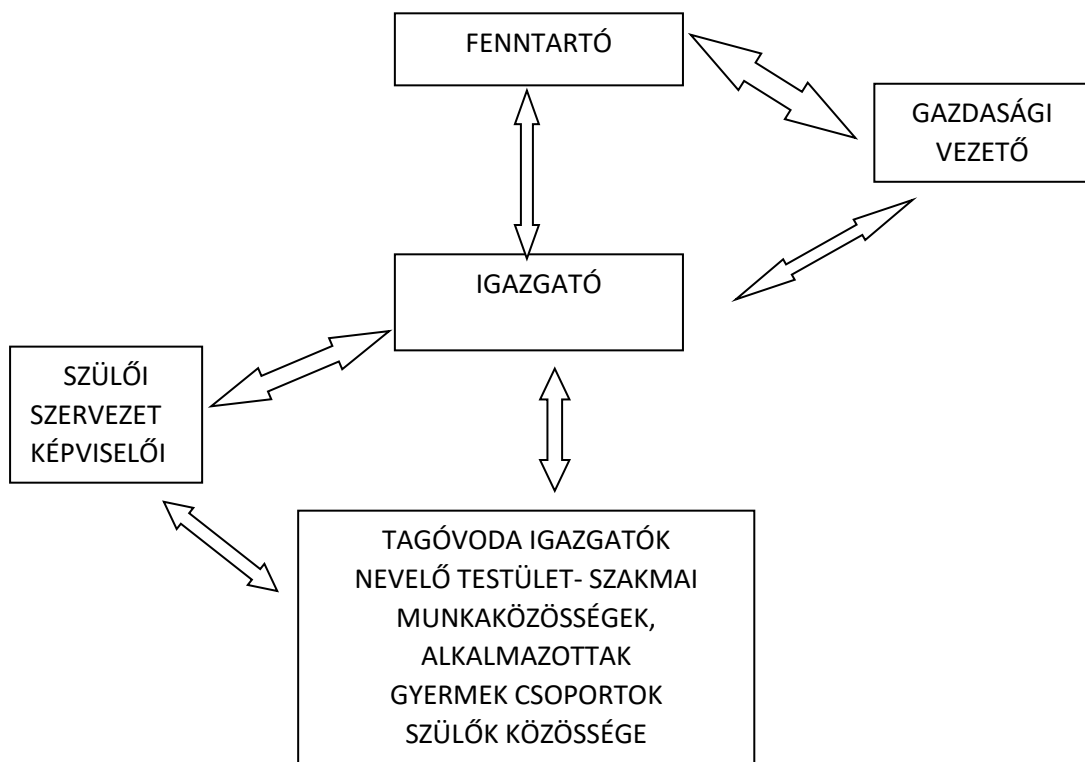 FENNTARTÓ
GAZDASÁGI
VEZETŐ
IGAZGATÓ
SZÜLŐI
SZERVEZET
KÉPVISELŐI
TAGÓVODA IGAZGATÓK
NEVELŐ TESTÜLET- SZAKMAI
MUNKAKÖZÖSSÉGEK,
ALKALMAZOTTAK
GYERMEK CSOPORTOK
SZÜLŐK KÖZÖSSÉGE